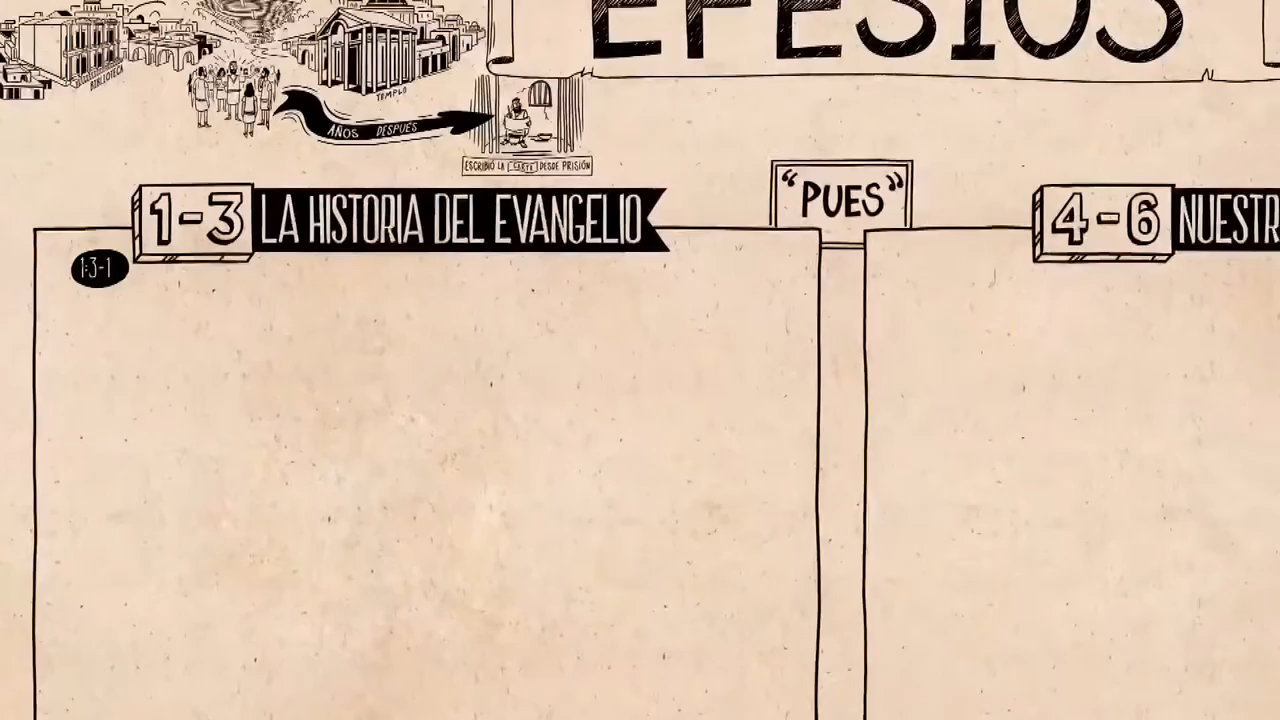 EFESIOS
BIBLIOTECA
TEMPLO
AÑOS DESPUÉS
ESCRIBIÓ LA CARTA DESDE PRISIÓN
"PUES"
1-3 LA HISTORIA DEL EVANGELIO
4-6 NUESTR
1:3-1